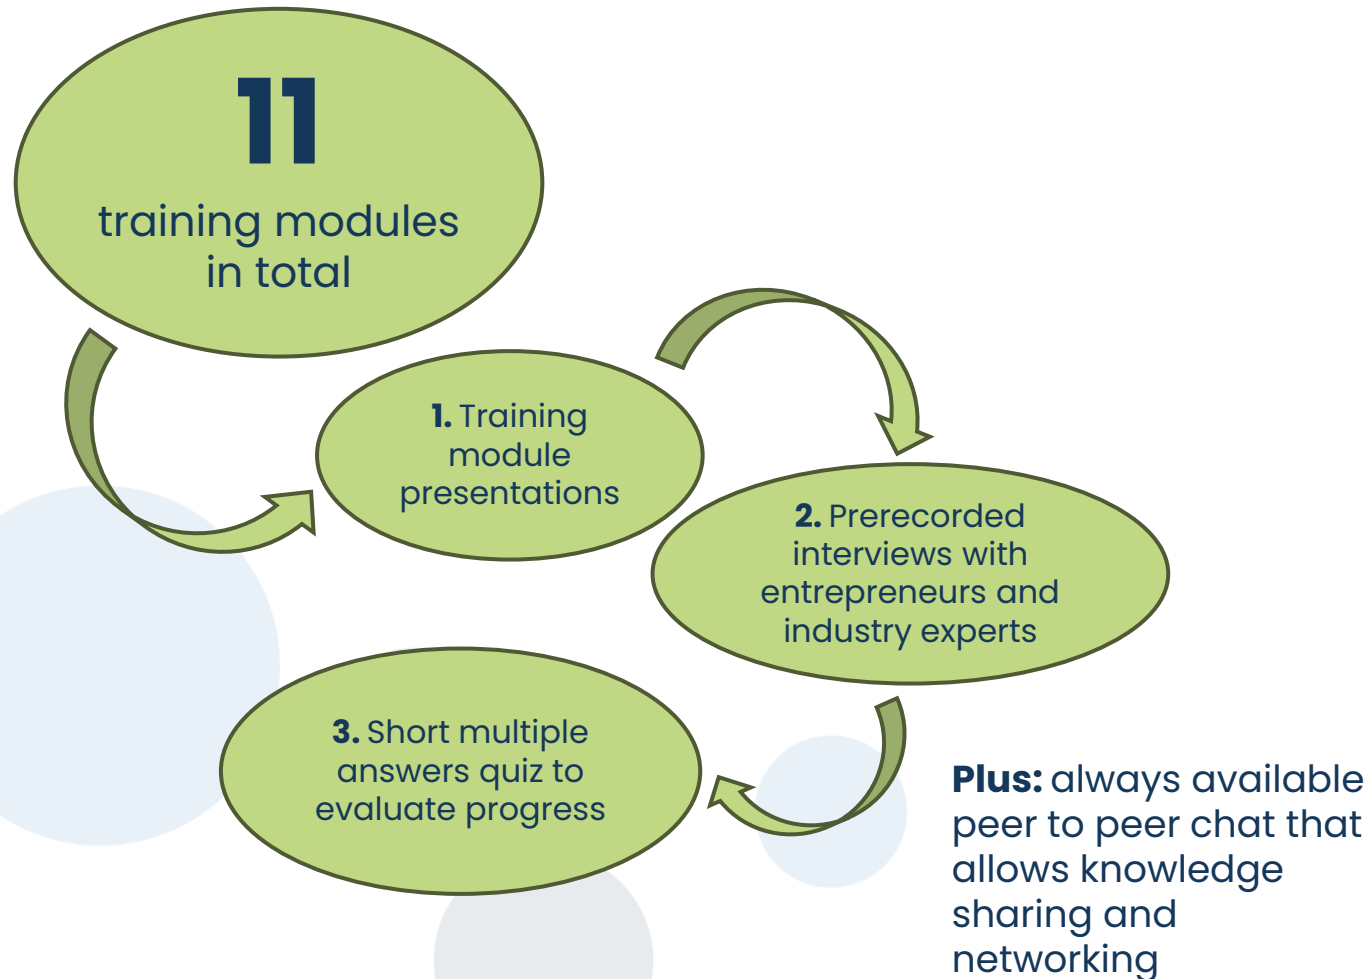 11
training modules
in total
1. Training
module
presentations
2. Prerecorded
interviews with
entrepreneurs and
industry experts
3. Short multiple
answers quiz to
evaluate progress
Plus: always available
peer to peer chat that
allows knowledge
sharing and
networking